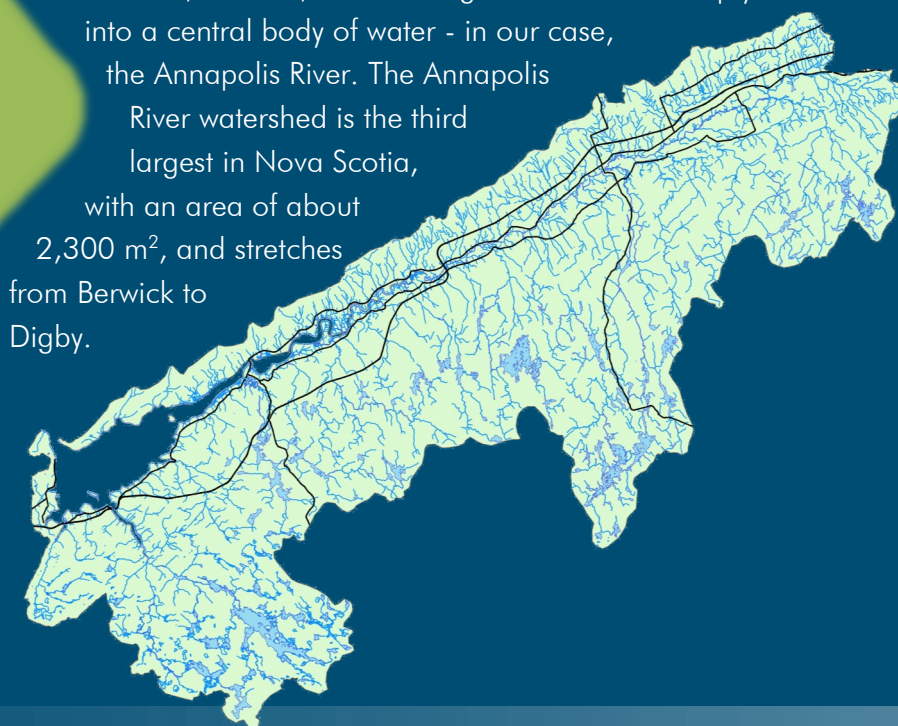 into a central body of water - in our case,
the Annapolis River. The Annapolis
River watershed is the third
largest in Nova Scotia,
with an area of about
2,300 m², and stretches
from Berwick to
Digby.